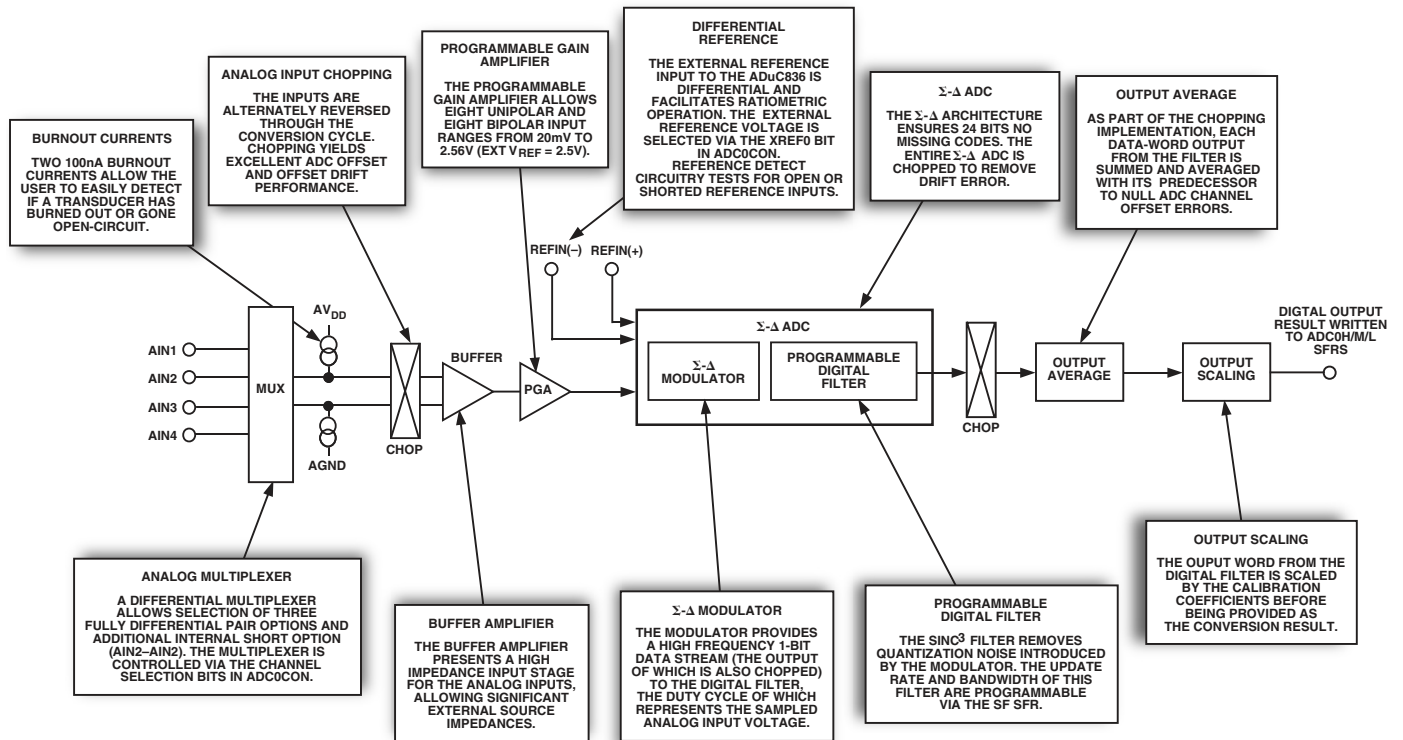 DIFFERENTIAL
REFERENCE
THE EXTERNAL REFERENCE
INPUT TO THE ADuC836 IS
DIFFERENTIAL AND
FACILITATES RATIOMETRIC
OPERATION. THE EXTERNAL
REFERENCE VOLTAGE IS
SELECTED VIA THE XREF0 BIT
IN ADC0CON.
REFERENCE DETECT
CIRCUITRY TESTS FOR OPEN OR
SHORTED REFERENCE INPUTS.
PROGRAMMABLE GAIN
AMPLIFIER
THE PROGRAMMABLE
GAIN AMPLIFIER ALLOWS
EIGHT UNIPOLAR AND
EIGHT BIPOLAR INPUT
RANGES FROM 20mV TO
2.56V (EXT VREF = 2.5V).
ANALOG INPUT CHOPPING
THE INPUTS ARE
ALTERNATELY REVERSED
THROUGH THE
CONVERSION CYCLE.
CHOPPING YIELDS
EXCELLENT ADC OFFSET
AND OFFSET DRIFT
PERFORMANCE.
BURNOUT CURRENTS
TWO 100nA BURNOUT
CURRENTS ALLOW THE
USER TO EASILY DETECT
IF A TRANSDUCER HAS
BURNED OUT OR GONE
OPEN-CIRCUIT.
Σ-Δ ADC
THE Σ-Δ ARCHITECTURE
ENSURES 24 BITS NO
MISSING CODES. THE
ENTIRE Σ-Δ ADC IS
CHOPPED TO REMOVE
DRIFT ERROR.
OUTPUT AVERAGE
AS PART OF THE CHOPPING
IMPLEMENTATION, EACH
DATA-WORD OUTPUT
FROM THE FILTER IS
SUMMED AND AVERAGED
WITH ITS PREDECESSOR
TO NULL ADC CHANNEL
OFFSET ERRORS.
REFIN(–) REFIN(+)
AVDD
AIN1
AIN2
AIN3
AIN4
MUX
AGND
CHOP
BUFFER
PGA
Σ-Δ ADC
Σ-Δ
MODULATOR
PROGRAMMABLE
DIGITAL
FILTER
CHOP
OUTPUT
AVERAGE
OUTPUT
SCALING
DIGTAL OUTPUT
RESULT WRITTEN
TO ADC0H/M/L
SFRS
ANALOG MULTIPLEXER
A DIFFERENTIAL MULTIPLEXER
ALLOWS SELECTION OF THREE
FULLY DIFFERENTIAL PAIR OPTIONS AND
ADDITIONAL INTERNAL SHORT OPTION
(AIN2–AIN2). THE MULTIPLEXER IS
CONTROLLED VIA THE CHANNEL
SELECTION BITS IN ADC0CON.
BUFFER AMPLIFIER
THE BUFFER AMPLIFIER
PRESENTS A HIGH
IMPEDANCE INPUT STAGE
FOR THE ANALOG INPUTS,
ALLOWING SIGNIFICANT
EXTERNAL SOURCE
IMPEDANCES.
Σ-Δ MODULATOR
THE MODULATOR PROVIDES
A HIGH FREQUENCY 1-BIT
DATA STREAM (THE OUTPUT
OF WHICH IS ALSO CHOPPED)
TO THE DIGITAL FILTER,
THE DUTY CYCLE OF WHICH
REPRESENTS THE SAMPLED
ANALOG INPUT VOLTAGE.
PROGRAMMABLE
DIGITAL FILTER
THE SINC3 FILTER REMOVES
QUANTIZATION NOISE INTRODUCED
BY THE MODULATOR. THE UPDATE
RATE AND BANDWIDTH OF THIS
FILTER ARE PROGRAMMABLE
VIA THE SF SFR.
OUTPUT SCALING
THE OUPUT WORD FROM THE
DIGITAL FILTER IS SCALED
BY THE CALIBRATION
COEFFICIENTS BEFORE
BEING PROVIDED AS
THE CONVERSION RESULT.